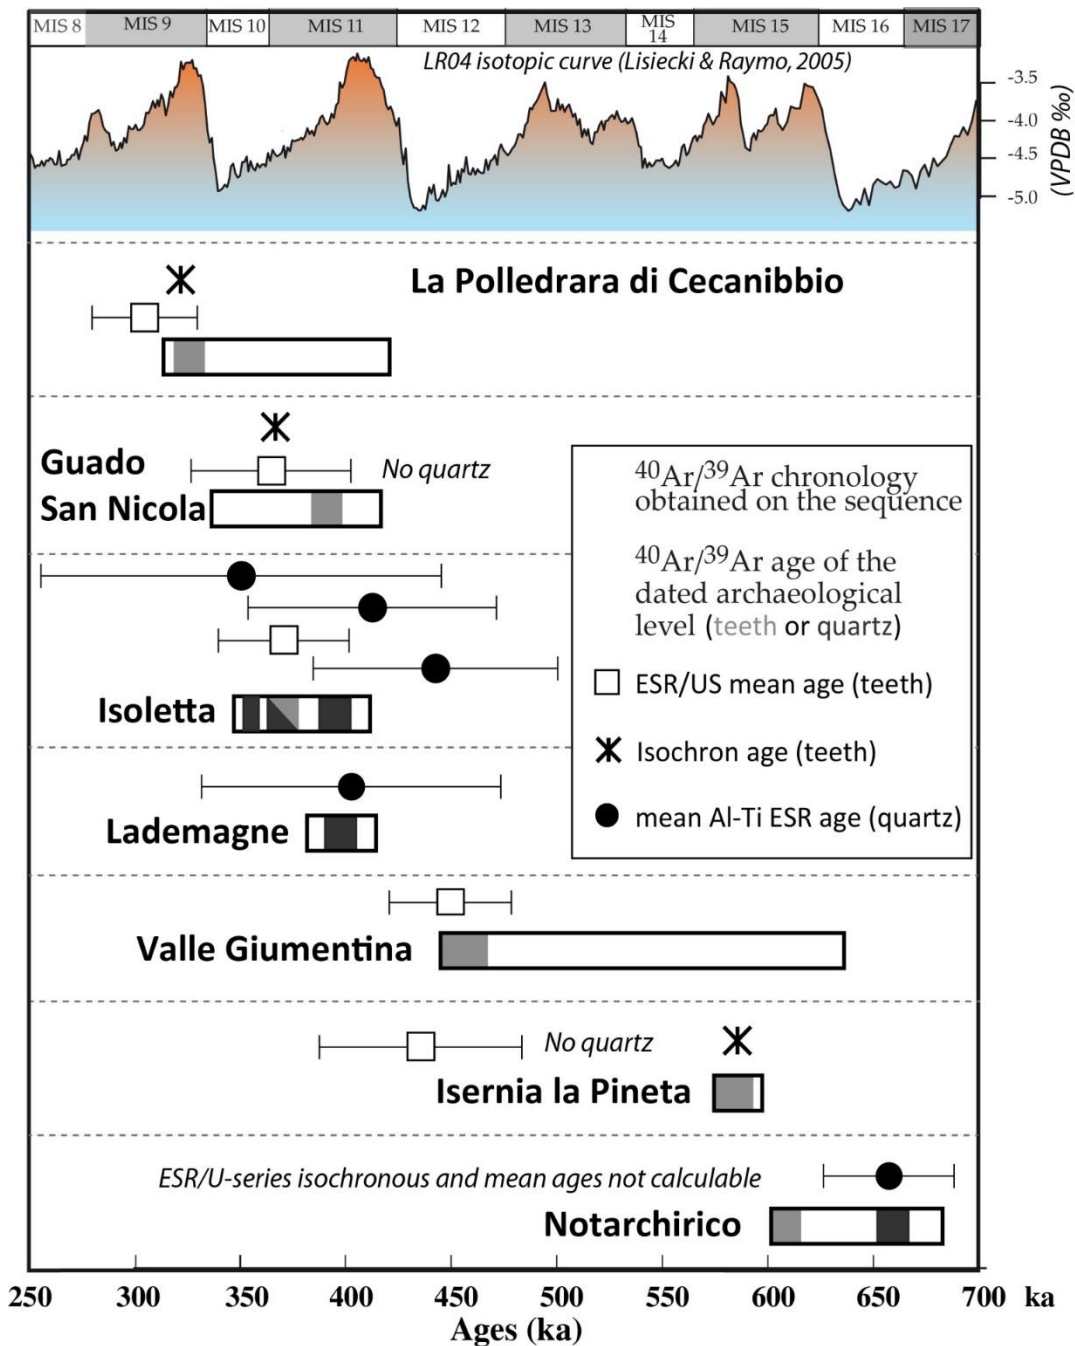 MIS 8 MIS 9 MIS 10 MIS 11 MIS 12 MIS 13 MIS 14 MIS 15 MIS 16 MIS 17
LR04 isotopic curve (Lisiecki & Raymo, 2005)
-3.5
-4.0
-4.5
-5.0
(VPDB ‰)
La Polledrara di Cecanibbio
Guado
San Nicola
No quartz
⁴⁰Ar/³⁹Ar chronology
obtained on the sequence
⁴⁰Ar/³⁹Ar age of the
dated archaeological
level (teeth or quartz)
ESR/US mean age (teeth)
Isochron age (teeth)
mean Al-Ti ESR age (quartz)
Isoletta
Lademagne
Valle Giumentina
No quartz
Isernia la Pineta
ESR/U-series isochronous and mean ages not calculable
Notarchirico
250 300 350 400 450 500 550 600 650 700 ka
Ages (ka)